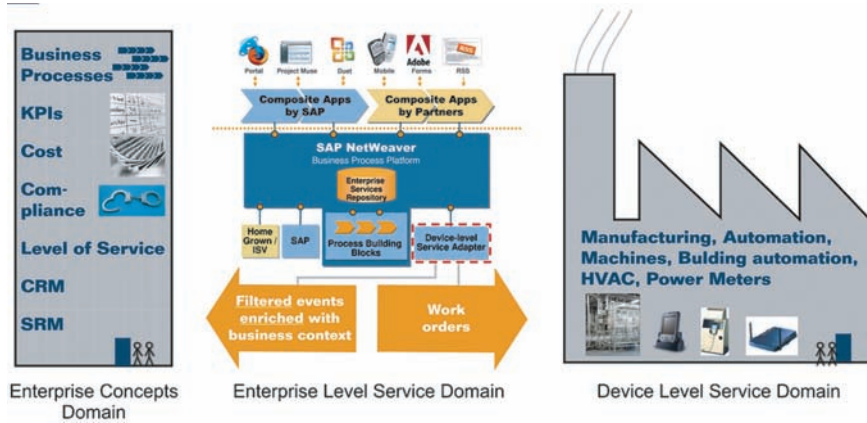 Business
Processes
KPIs
Cost
Com-
pliance
Level of Service
CRM
SRM
Enterprise Concepts
Domain
Portal
Project Muse
Duet
Mobile
Adobe
Forms
RSS
RSS
Composite Apps
by SAP
Composite Apps
by Partners
SAP NetWeaver
Business Process Platform
Enterprise
Services
Repository
Home
Grown /
ISV
SAP
Process Building
Blocks
Device-level
Service Adapter
Filtered events
enriched with
business context
Work
orders
Enterprise Level Service Domain
Manufacturing, Automation,
Machines, Bulding automation,
HVAC, Power Meters
Device Level Service Domain